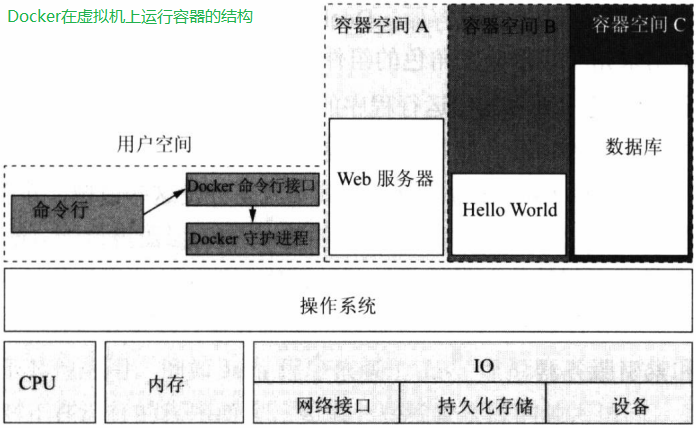 Docker在虚拟机上运行容器的结构
容器空间 A
容器空间 B
容器空间 C
用户空间
命令行
Docker 命令行接口
Docker 守护进程
Web 服务器
Hello World
数据库
操作系统
CPU
内存
IO
网络接口
持久化存储
设备